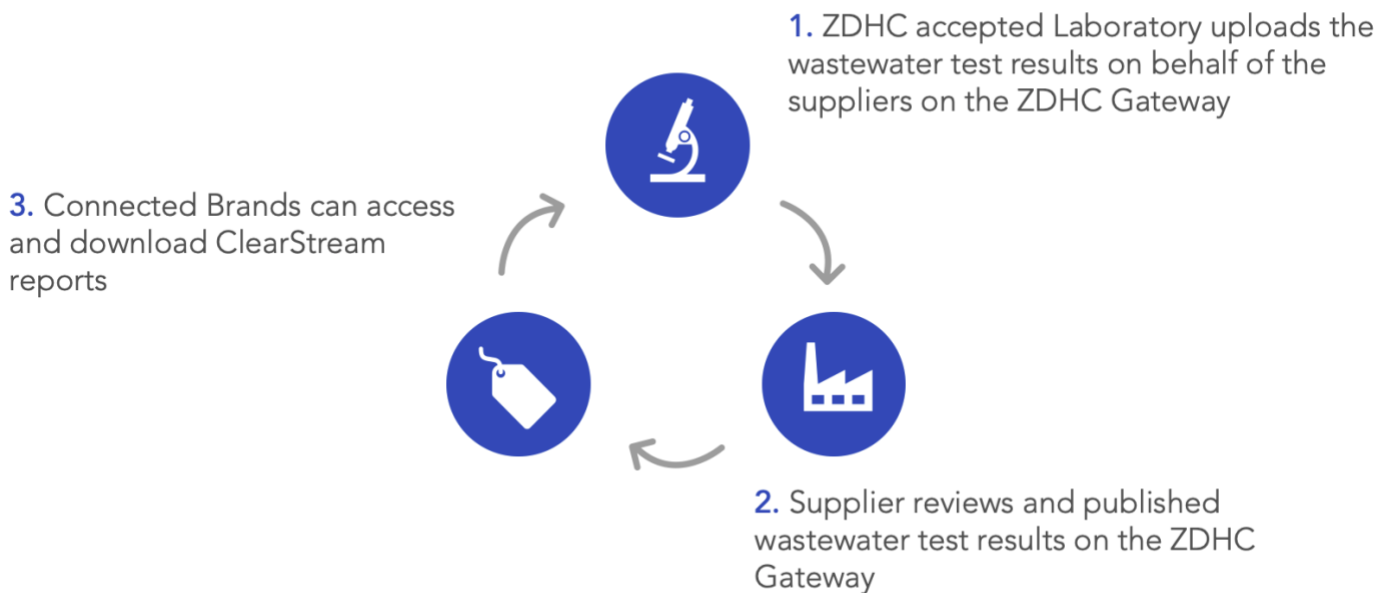 1. ZDHC accepted Laboratory uploads the
wastewater test results on behalf of the
suppliers on the ZDHC Gateway
2. Supplier reviews and published
wastewater test results on the ZDHC
Gateway
3. Connected Brands can access
and download ClearStream
reports